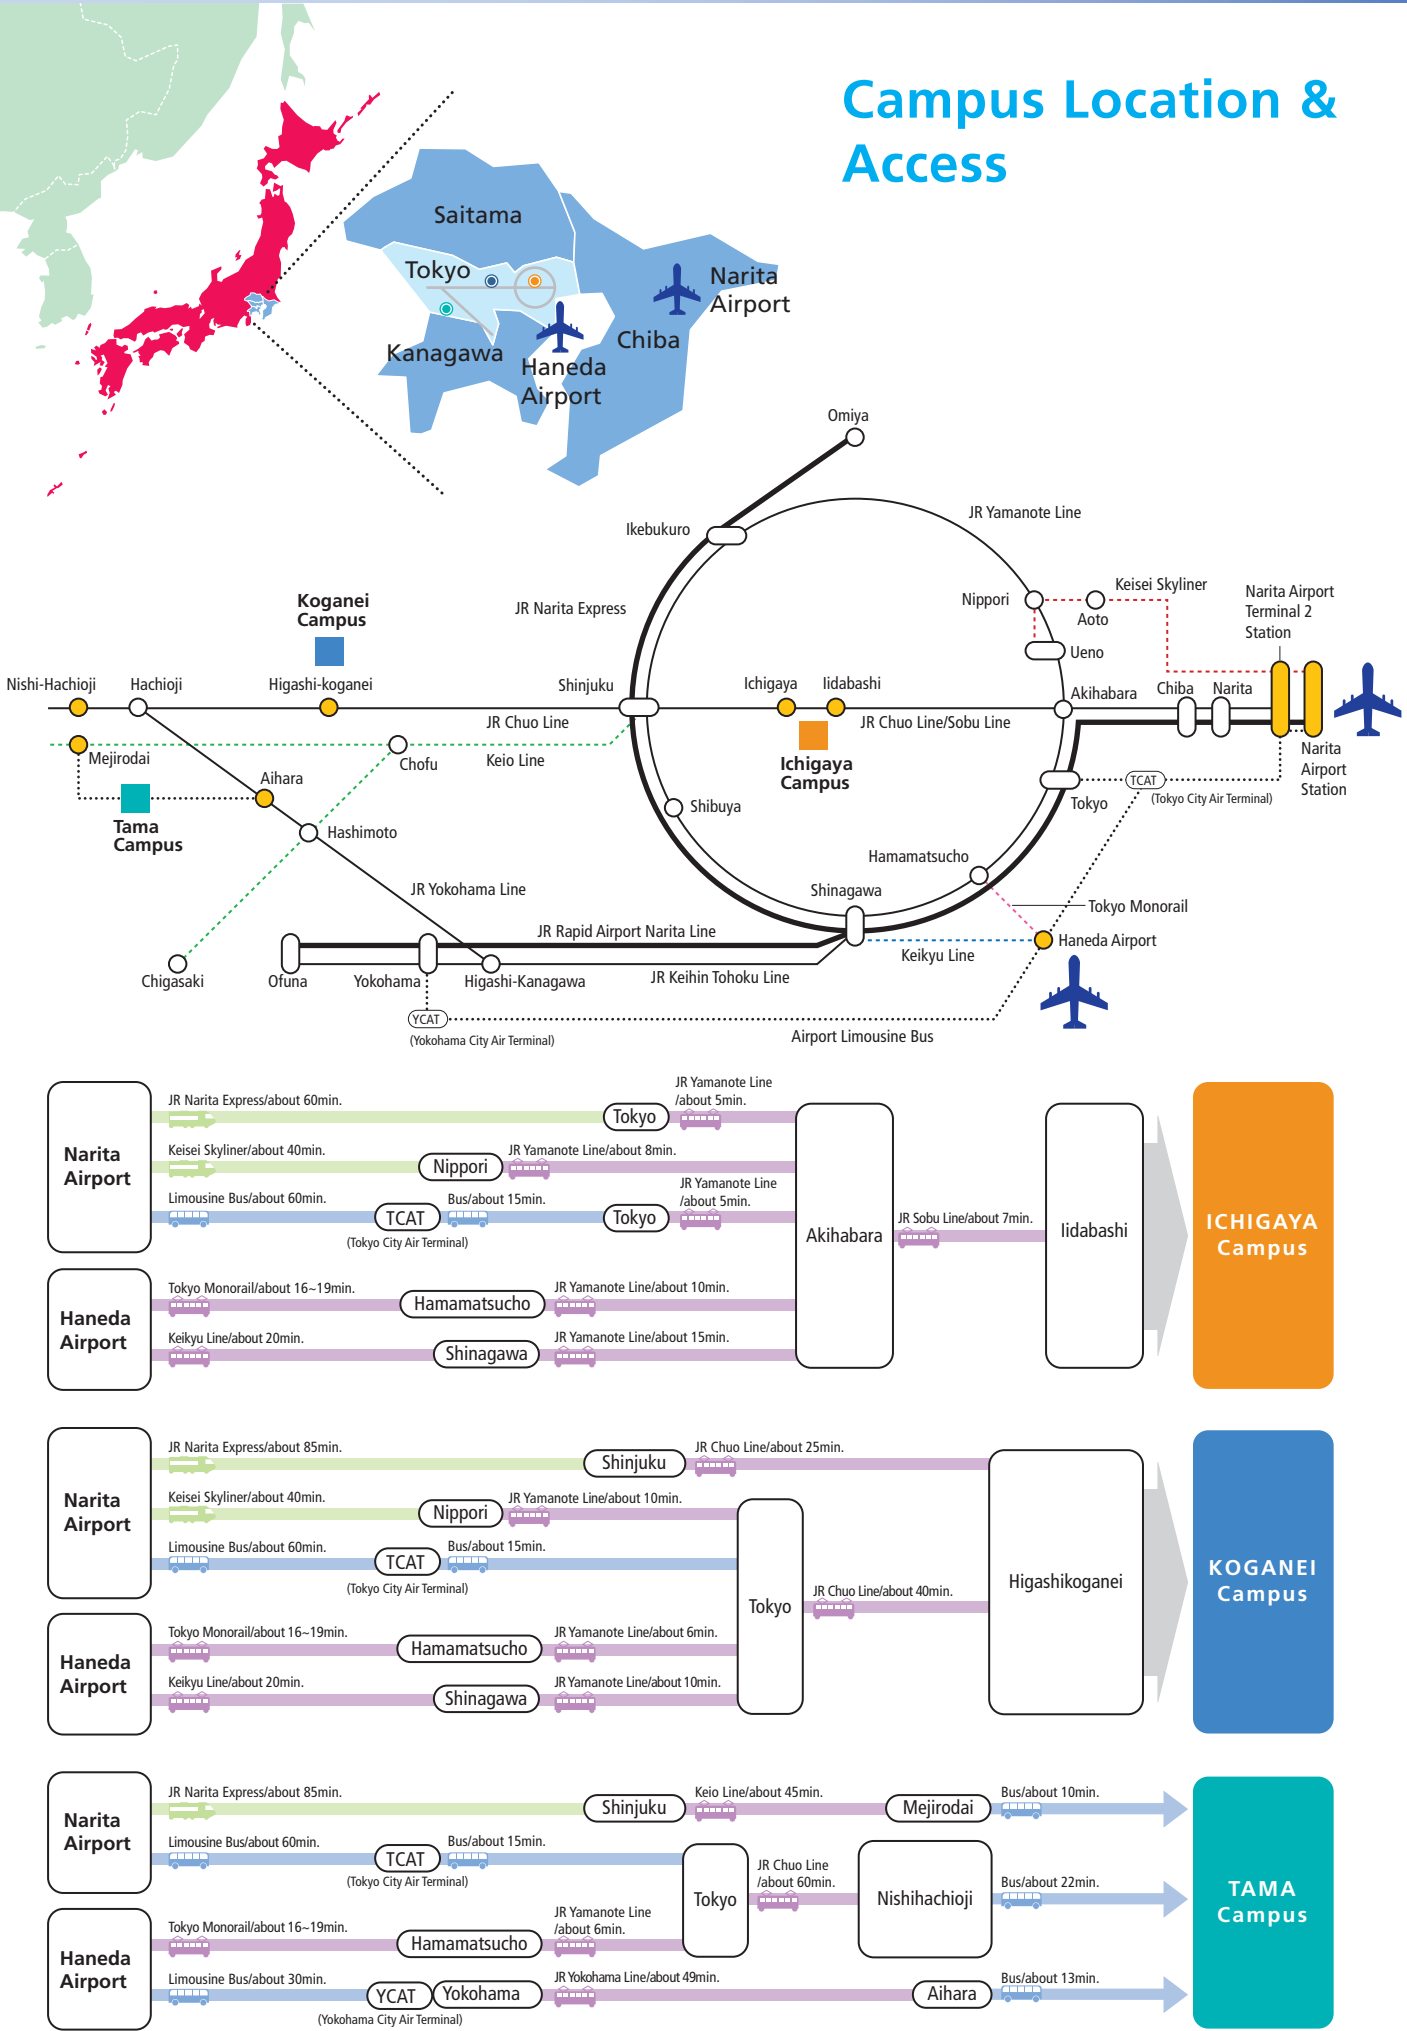 Campus Location &
Access
Saitama
Tokyo
Narita
Airport
Chiba
Kanagawa
Haneda
Airport
Omiya
JR Yamanote Line
Ikebukuro
Keisei Skyliner
Narita Airport
Terminal 2
Station
Nippori
Aoto
JR Narita Express
Koganei
Campus
Ueno
Nishi-Hachioji
Hachioji
Higashi-koganei
Shinjuku
Ichigaya
Iidabashi
Akihabara
Chiba
Narita
JR Chuo Line
JR Chuo Line/Sobu Line
Mejirodai
Chofu
Keio Line
Ichigaya
Campus
Narita
Airport
Station
Aihara
TCAT
(Tokyo City Air Terminal)
Tokyo
Shibuya
Tama
Campus
Hashimoto
Hamamatsucho
JR Yokohama Line
Shinagawa
Tokyo Monorail
JR Rapid Airport Narita Line
Haneda Airport
Keikyu Line
Chigasaki
Ofuna
Yokohama
Higashi-Kanagawa
JR Keihin Tohoku Line
YCAT
(Yokohama City Air Terminal)
Airport Limousine Bus
Narita
Airport
JR Narita Express/about 60min.
Tokyo
JR Yamanote Line
/about 5min.
Keisei Skyliner/about 40min.
Nippori
JR Yamanote Line/about 8min.
Limousine Bus/about 60min.
TCAT
(Tokyo City Air Terminal)
Bus/about 15min.
Tokyo
JR Yamanote Line
/about 5min.
Haneda
Airport
Tokyo Monorail/about 16~19min.
Hamamatsucho
JR Yamanote Line/about 10min.
Keikyu Line/about 20min.
Shinagawa
JR Yamanote Line/about 15min.
Akihabara
JR Sobu Line/about 7min.
Iidabashi
ICHIGAYA
Campus
Narita
Airport
JR Narita Express/about 85min.
Shinjuku
JR Chuo Line/about 25min.
Keisei Skyliner/about 40min.
Nippori
JR Yamanote Line/about 10min.
Limousine Bus/about 60min.
TCAT
(Tokyo City Air Terminal)
Bus/about 15min.
Haneda
Airport
Tokyo Monorail/about 16~19min.
Hamamatsucho
JR Yamanote Line/about 6min.
Keikyu Line/about 20min.
Shinagawa
JR Yamanote Line/about 10min.
Tokyo
JR Chuo Line/about 40min.
Higashikoganei
KOGANEI
Campus
Narita
Airport
JR Narita Express/about 85min.
Shinjuku
Keio Line/about 45min.
Mejirodai
Bus/about 10min.
Limousine Bus/about 60min.
TCAT
(Tokyo City Air Terminal)
Bus/about 15min.
Tokyo
JR Chuo Line
/about 60min.
Nishihachioji
Bus/about 22min.
Haneda
Airport
Tokyo Monorail/about 16~19min.
Hamamatsucho
JR Yamanote Line
/about 6min.
Limousine Bus/about 30min.
YCAT
(Yokohama City Air Terminal)
Yokohama
JR Yokohama Line/about 49min.
Aihara
Bus/about 13min.
TAMA
Campus